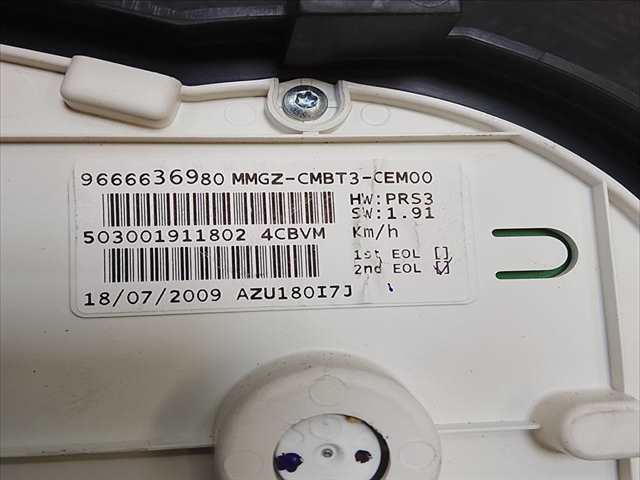 9666636980 MMGZ-CMBT3-CEM00
HW:PRS3
SW:1.91
503001911802 4CBVM
Km/h
1st EOL []
2nd EOL []
18/07/2009 AZU180I7J